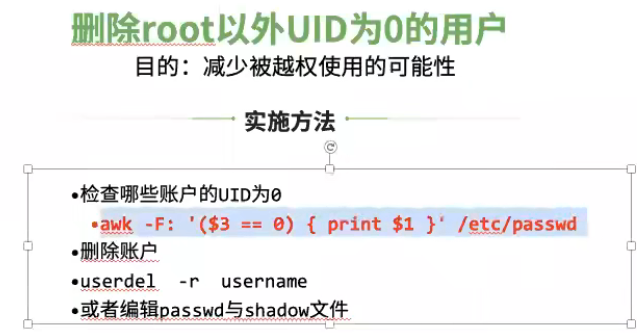 删除root以外UID为0的用户
目的：减少被越权使用的可能性
实施方法
•检查哪些账户的UID为0
•awk -F: '($3 == 0) { print $1 }' /etc/passwd
•删除账户
•userdel -r username
•或者编辑passwd与shadow文件